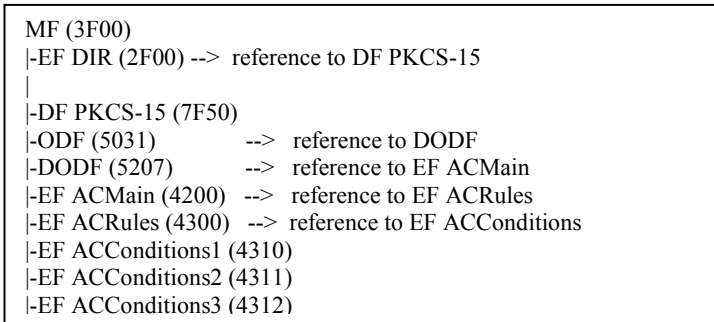 MF (3F00)
|-EF DIR (2F00) --> reference to DF PKCS-15
|
|-DF PKCS-15 (7F50)
|-ODF (5031) --> reference to DODF
|-DODF (5207) --> reference to EF ACMain
|-EF ACMain (4200) --> reference to EF ACRules
|-EF ACRules (4300) --> reference to EF ACConditions
|-EF ACConditions1 (4310)
|-EF ACConditions2 (4311)
|-EF ACConditions3 (4312)